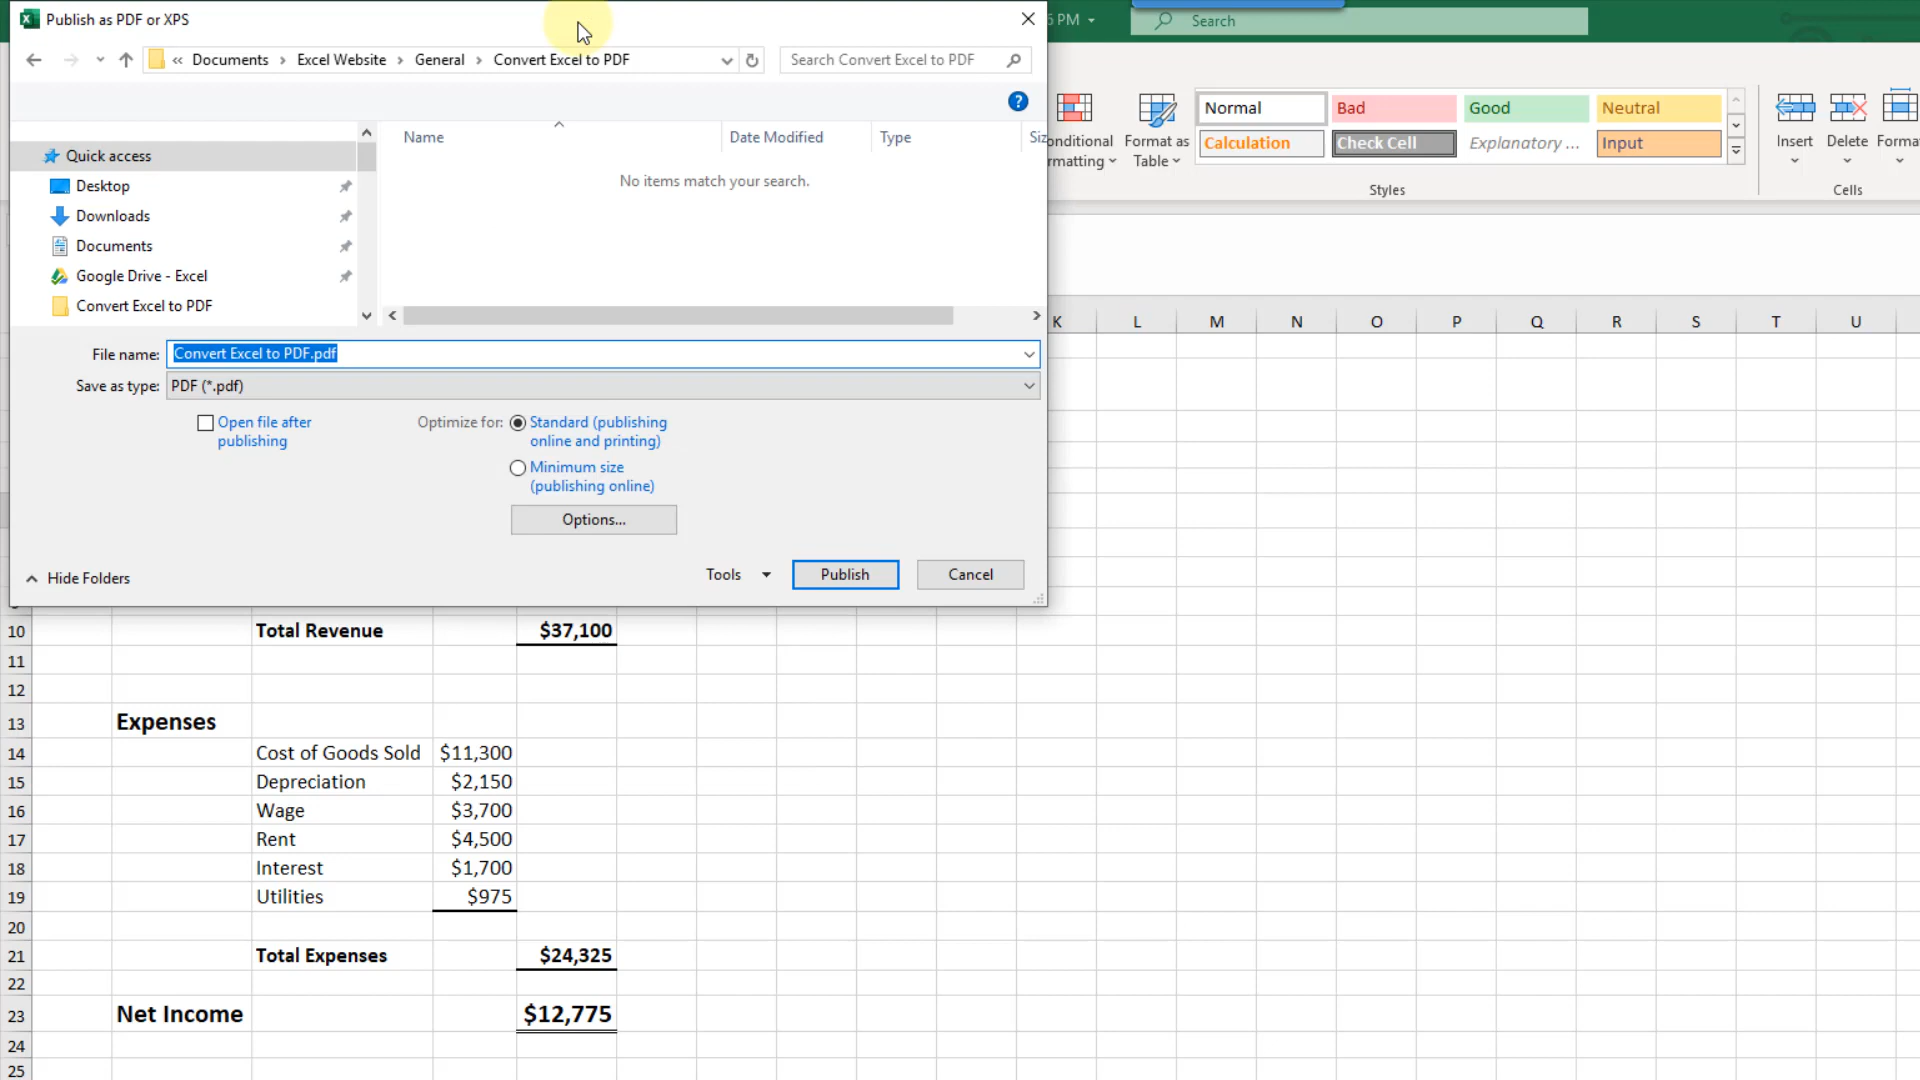 Publish as PDF or XPS
5 PM
Search
« Documents › Excel Website › General › Convert Excel to PDF
Search Convert Excel to PDF
?
Name
Date Modified
Type
Siz
No items match your search.
Quick access
Desktop
Downloads
Documents
Google Drive - Excel
Convert Excel to PDF
File name: Convert Excel to PDF.pdf
Save as type: PDF (*.pdf)
Open file after
publishing
Optimize for:
Standard (publishing
online and printing)
Minimum size
(publishing online)
Options...
Hide Folders
Tools
Publish
Cancel
onditional
rmatting
Format as
Table
Normal
Bad
Good
Neutral
Calculation
Check Cell
Explanatory ...
Input
Styles
Insert
Delete
Forma
Cells
K L M N O P Q R S T U
10 Total Revenue $37,100
11
12
13 Expenses
14 Cost of Goods Sold $11,300
15 Depreciation $2,150
16 Wage $3,700
17 Rent $4,500
18 Interest $1,700
19 Utilities $975
20
21 Total Expenses $24,325
22
23 Net Income $12,775
24
25